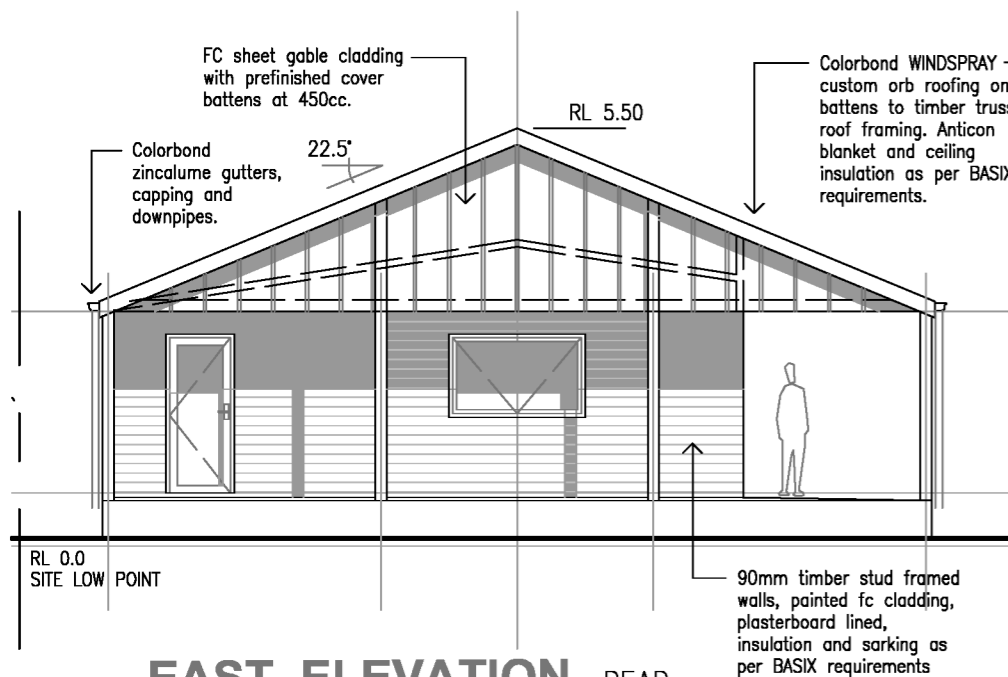 FC sheet gable cladding
with prefinished cover
battens at 450cc.
Colorbond WINDSPRAY
custom orb roofing on
battens to timber truss
roof framing. Anticon
blanket and ceiling
insulation as per BASIX
requirements.
RL 5.50
22.5°
Colorbond
zincalume gutters,
capping and
downpipes.
RL 0.0
SITE LOW POINT
90mm timber stud framed
walls, painted fc cladding,
plasterboard lined,
insulation and sarking as
per BASIX requirements
EAST ELEVATION REAR